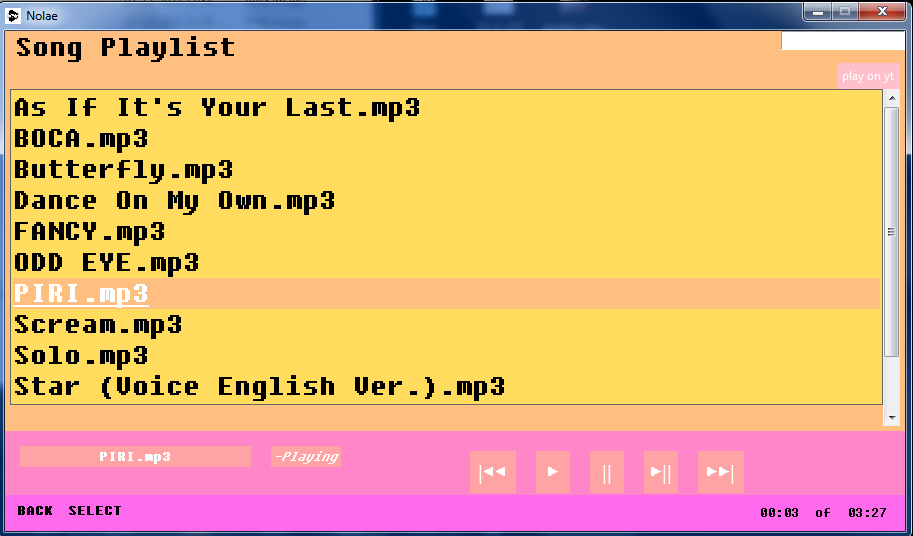 Nolae
Song Playlist
play on yt
As If It's Your Last.mp3
BOCA.mp3
Butterfly.mp3
Dance On My Own.mp3
FANCY.mp3
ODD EYE.mp3
PIRI.mp3
Scream.mp3
Solo.mp3
Star (Voice English Ver.).mp3
PIRI.mp3 -Playing
BACK SELECT 00:03 of 03:27